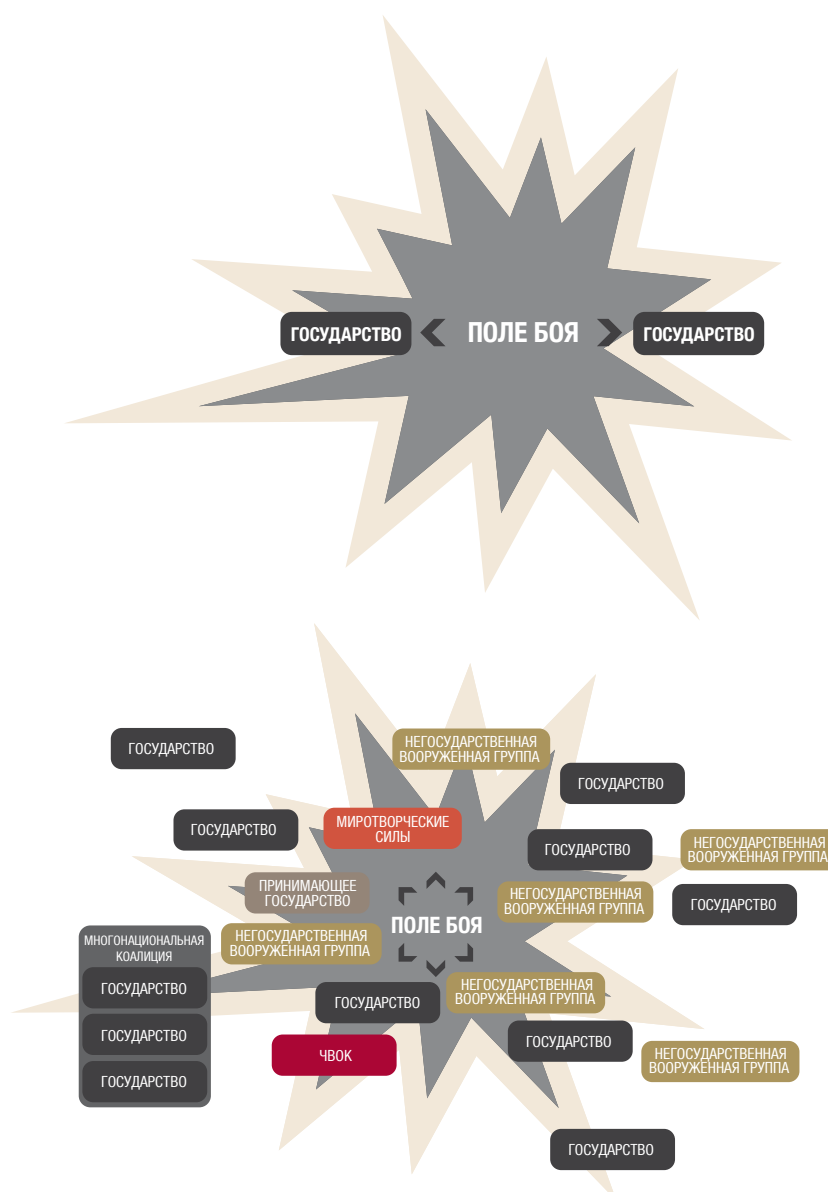 ГОСУДАРСТВО
ПОЛЕ БОЯ
ГОСУДАРСТВО
ГОСУДАРСТВО
НЕГОСУДАРСТВЕННАЯ
ВООРУЖЕННАЯ ГРУППА
ГОСУДАРСТВО
ГОСУДАРСТВО
МИРОТВОРЧЕСКИЕ
СИЛЫ
ГОСУДАРСТВО
НЕГОСУДАРСТВЕННАЯ
ВООРУЖЕННАЯ ГРУППА
ПРИНИМАЮЩЕЕ
ГОСУДАРСТВО
НЕГОСУДАРСТВЕННАЯ
ВООРУЖЕННАЯ ГРУППА
ГОСУДАРСТВО
ПОЛЕ БОЯ
НЕГОСУДАРСТВЕННАЯ
ВООРУЖЕННАЯ ГРУППА
МНОГОНАЦИОНАЛЬНАЯ
КОАЛИЦИЯ
ГОСУДАРСТВО
ГОСУДАРСТВО
ГОСУДАРСТВО
ГОСУДАРСТВО
НЕГОСУДАРСТВЕННАЯ
ВООРУЖЕННАЯ ГРУППА
ЧВОК
ГОСУДАРСТВО
НЕГОСУДАРСТВЕННАЯ
ВООРУЖЕННАЯ ГРУППА
ГОСУДАРСТВО